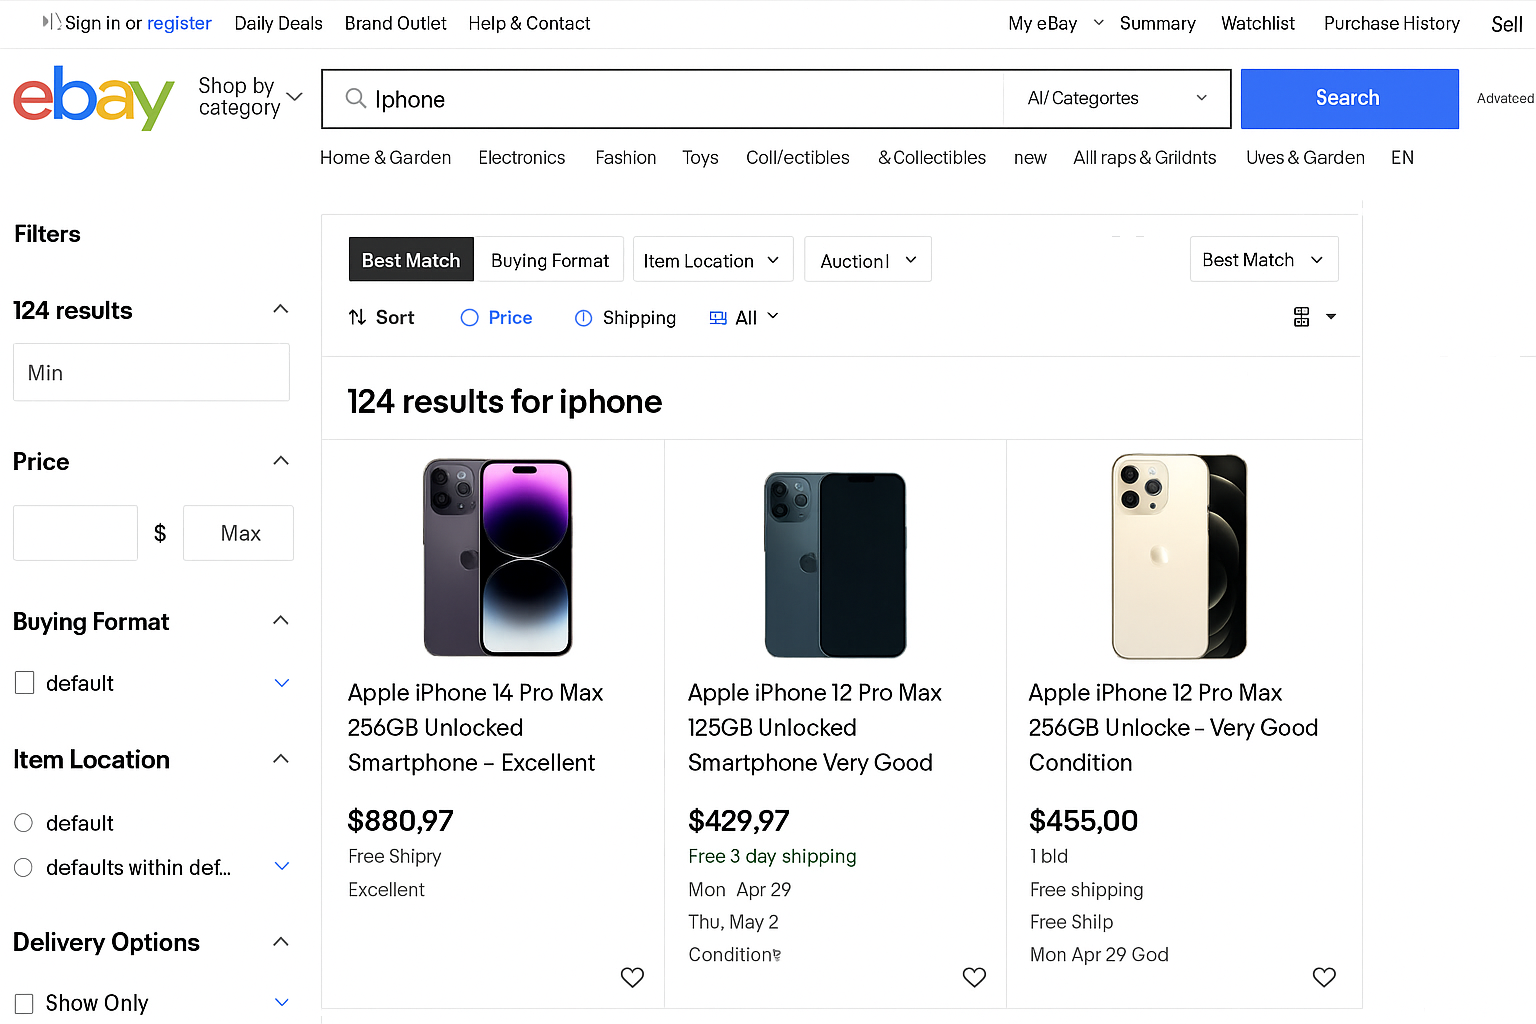 Sign in or register Daily Deals Brand Outlet Help & Contact My eBay Summary Watchlist Purchase History Sell
ebay
Shop by
category
Iphone
Al/ Categortes
Search
Advatced
Home & Garden Electronics Fashion Toys Coll/ectibles & Collectibles new Alll raps & Grildnts Uves & Garden EN
Filters
124 results
Min
Price
$ Max
Buying Format
default
Item Location
default
defaults within def...
Delivery Options
Show Only
Best Match Buying Format Item Location Auction| Best Match
Sort Price Shipping All
124 results for iphone
Apple iPhone 14 Pro Max
256GB Unlocked
Smartphone – Excellent
$880,97
Free Shipry
Excellent
Apple iPhone 12 Pro Max
125GB Unlocked
Smartphone Very Good
$429,97
Free 3 day shipping
Mon Apr 29
Thu, May 2
Condition
Apple iPhone 12 Pro Max
256GB Unlocke – Very Good
Condition
$455,00
1 bld
Free shipping
Free Shilp
Mon Apr 29 God